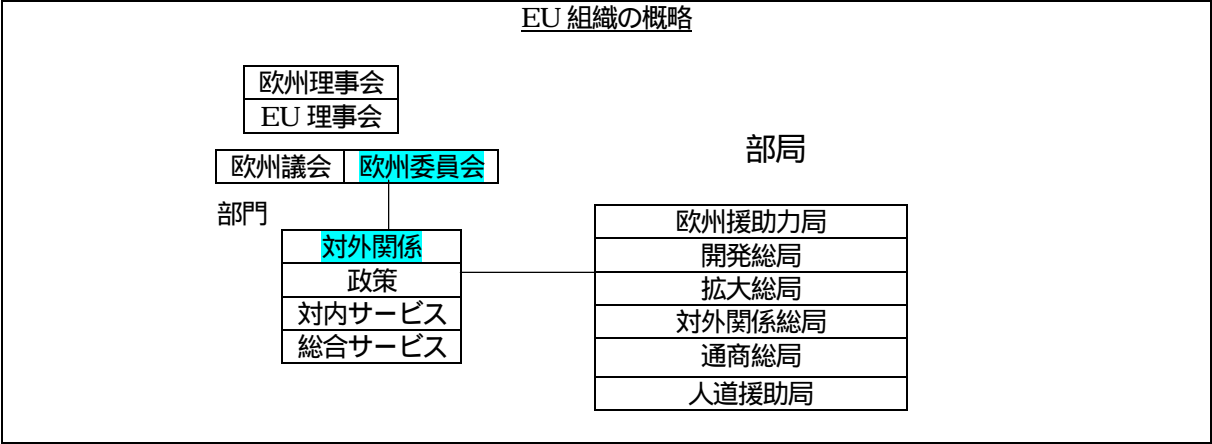 EU 組織の概略
欧州理事会
EU 理事会
部局
欧州議会 欧州委員会
部門
対外関係
政策
対内サービス
総合サービス
欧州援助力局
開発総局
拡大総局
対外関係総局
通商総局
人道援助局